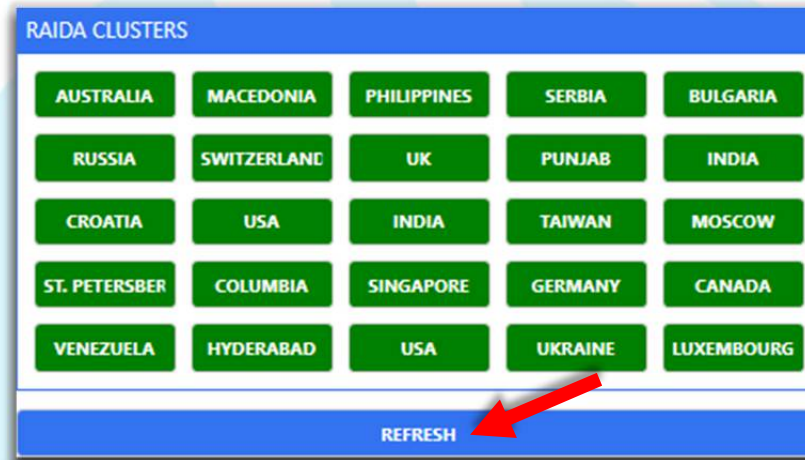 RAIDA CLUSTERS
AUSTRALIA MACEDONIA PHILIPPINES SERBIA BULGARIA
RUSSIA SWITZERLAND UK PUNJAB INDIA
CROATIA USA INDIA TAIWAN MOSCOW
ST. PETERSBER COLUMBIA SINGAPORE GERMANY CANADA
VENEZUELA HYDERABAD USA UKRAINE LUXEMBOURG
REFRESH